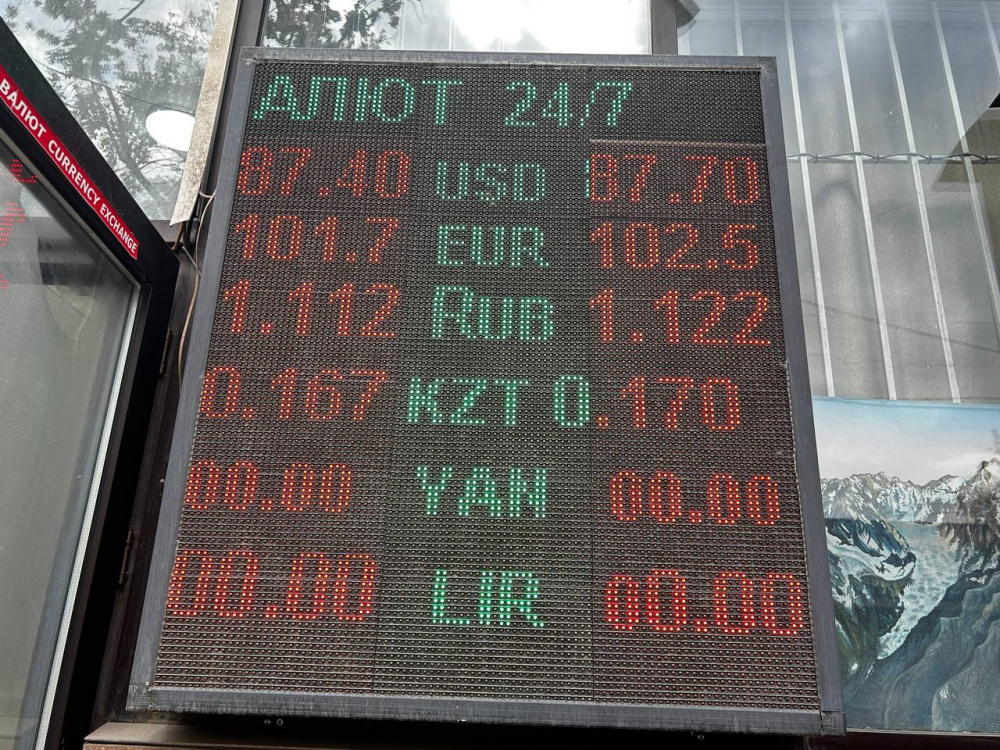 ВАЛЮТ CURRENCY EXCHANGE
АЛЮТ 24/7
87.40 USD 87.70
101.7 EUR 102.5
1.112 RUB 1.122
0.167 KZT 0.170
00.00 YAN 00.00
00.00 LIR 00.00